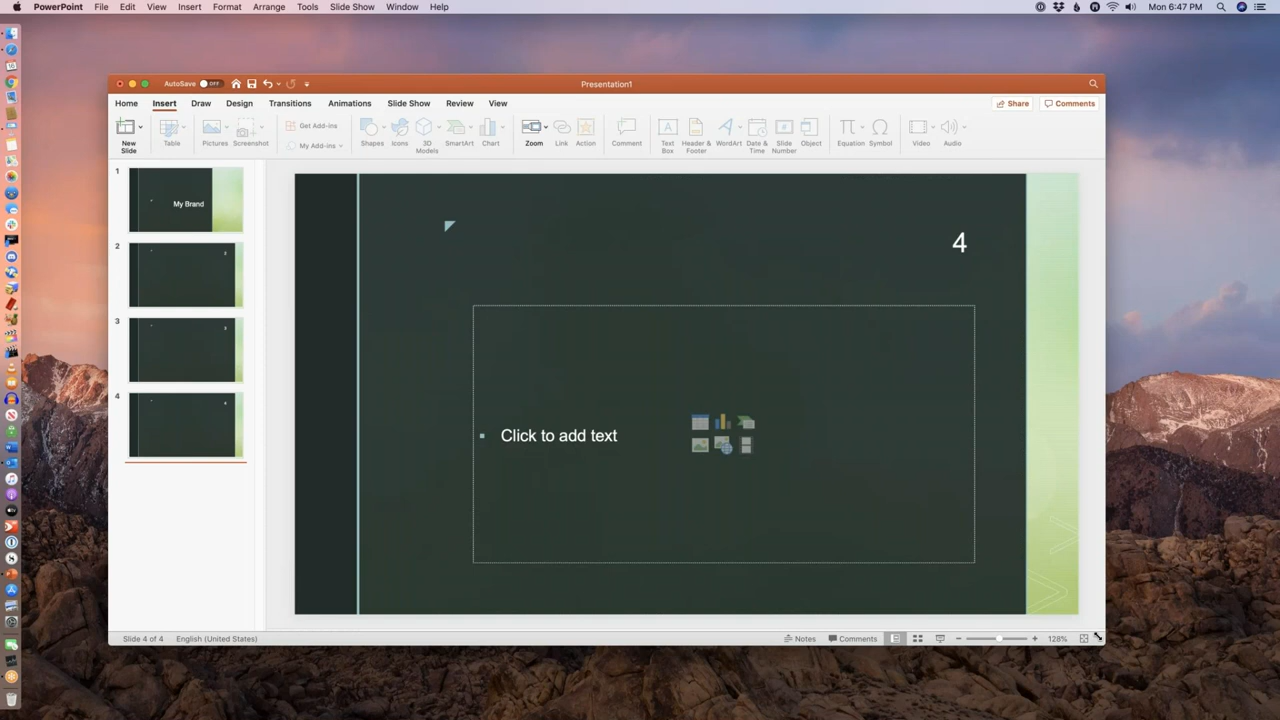 PowerPoint File Edit View Insert Format Arrange Tools Slide Show Window Help
Mon 6:47 PM
AutoSave OFF
Presentation1
Home Insert Draw Design Transitions Animations Slide Show Review View
Share Comments
New Slide
Table
Pictures
Screenshot
Get Add-ins
My Add-ins
Shapes
Icons
3D Models
SmartArt
Chart
Zoom
Link
Action
Comment
Text Box
Header & Footer
WordArt
Date & Time
Slide Number
Object
Equation
Symbol
Video
Audio
1
My Brand
2
2
3
3
4
4
4
Click to add text
Slide 4 of 4
English (United States)
Notes
Comments
128%